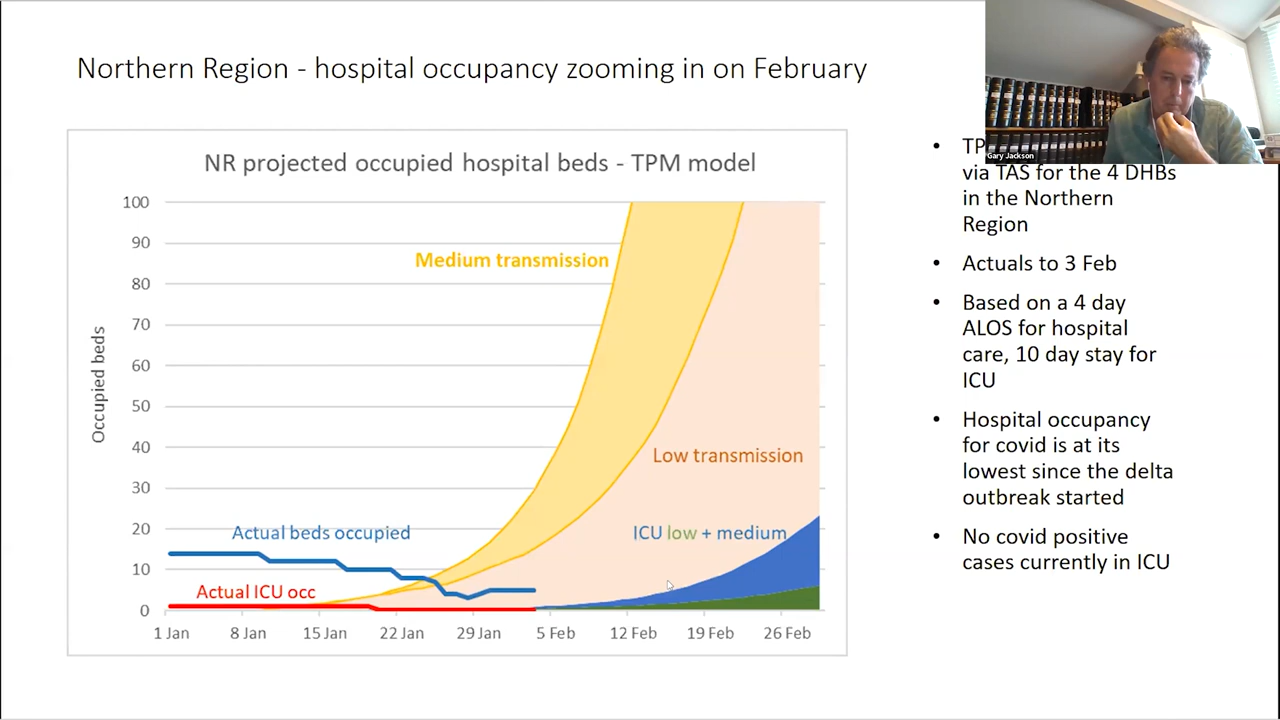 Northern Region - hospital occupancy zooming in on February
NR projected occupied hospital beds - TPM model
Occupied beds
100
90
80
70
60
50
40
30
20
10
0
Medium transmission
Low transmission
Actual beds occupied
ICU low + medium
Actual ICU occ
1 Jan
8 Jan
15 Jan
22 Jan
29 Jan
5 Feb
12 Feb
19 Feb
26 Feb
Gary Jackson
via TAS for the 4 DHBs
in the Northern
Region
• Actuals to 3 Feb
• Based on a 4 day
ALOS for hospital
care, 10 day stay for
ICU
• Hospital occupancy
for covid is at its
lowest since the delta
outbreak started
• No covid positive
cases currently in ICU